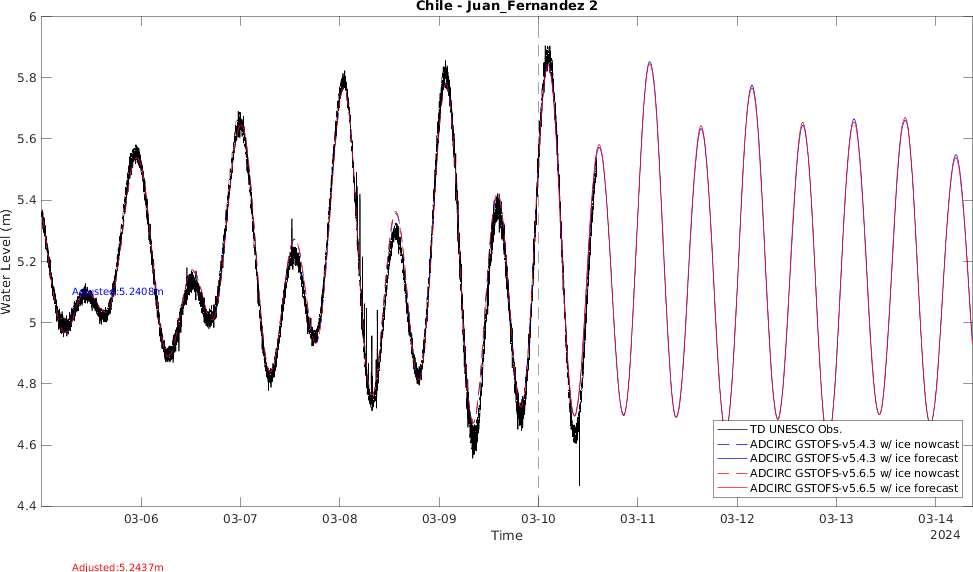 Chile - Juan_Fernandez 2
6
5.8
5.6
5.4
5.2
5
4.8
4.6
4.4
Water Level (m)
Adjusted:5.2408m
TD UNESCO Obs.
ADCIRC GSTOFS-v5.4.3 w/ ice nowcast
ADCIRC GSTOFS-v5.4.3 w/ ice forecast
ADCIRC GSTOFS-v5.6.5 w/ ice nowcast
ADCIRC GSTOFS-v5.6.5 w/ ice forecast
03-06 03-07 03-08 03-09 03-10 03-11 03-12 03-13 03-14
Time
2024
Adjusted:5.2437m